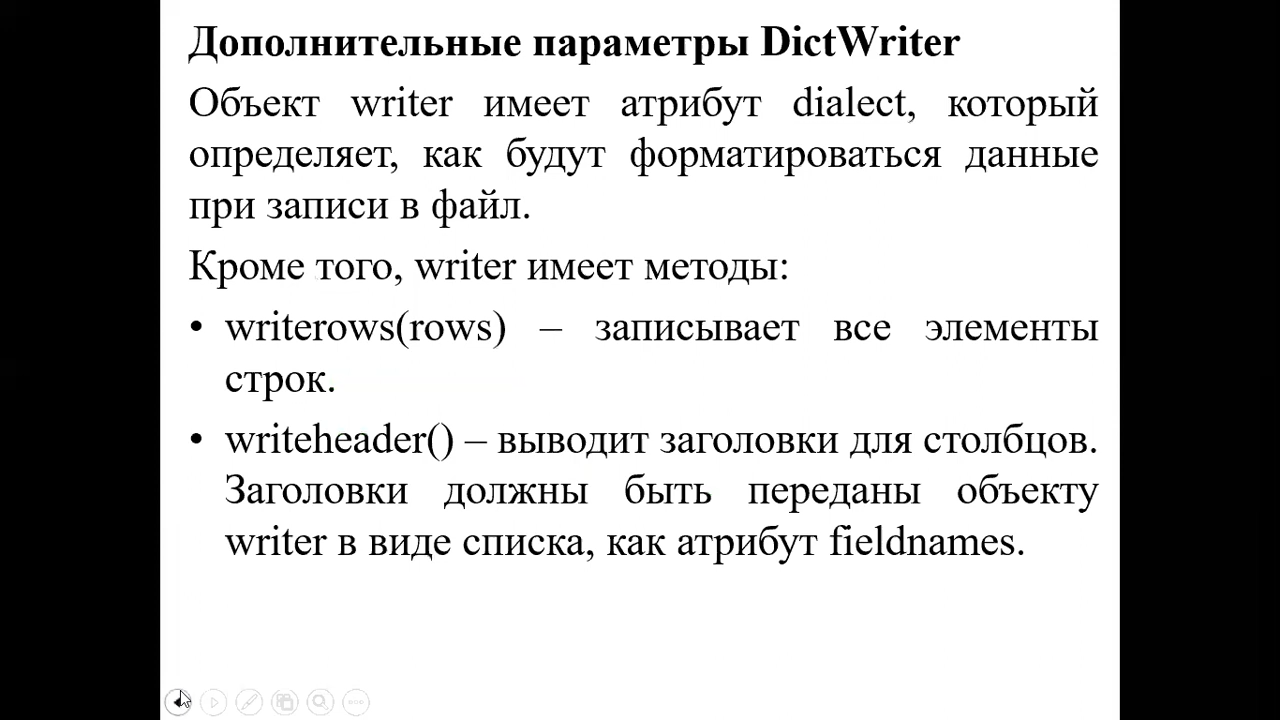 Дополнительные параметры DictWriter
Объект writer имеет атрибут dialect, который
определяет, как будут форматироваться данные
при записи в файл.
Кроме того, writer имеет методы:
• writerows(rows) – записывает все элементы
строк.
• writeheader() – выводит заголовки для столбцов.
Заголовки должны быть переданы объекту
writer в виде списка, как атрибут fieldnames.